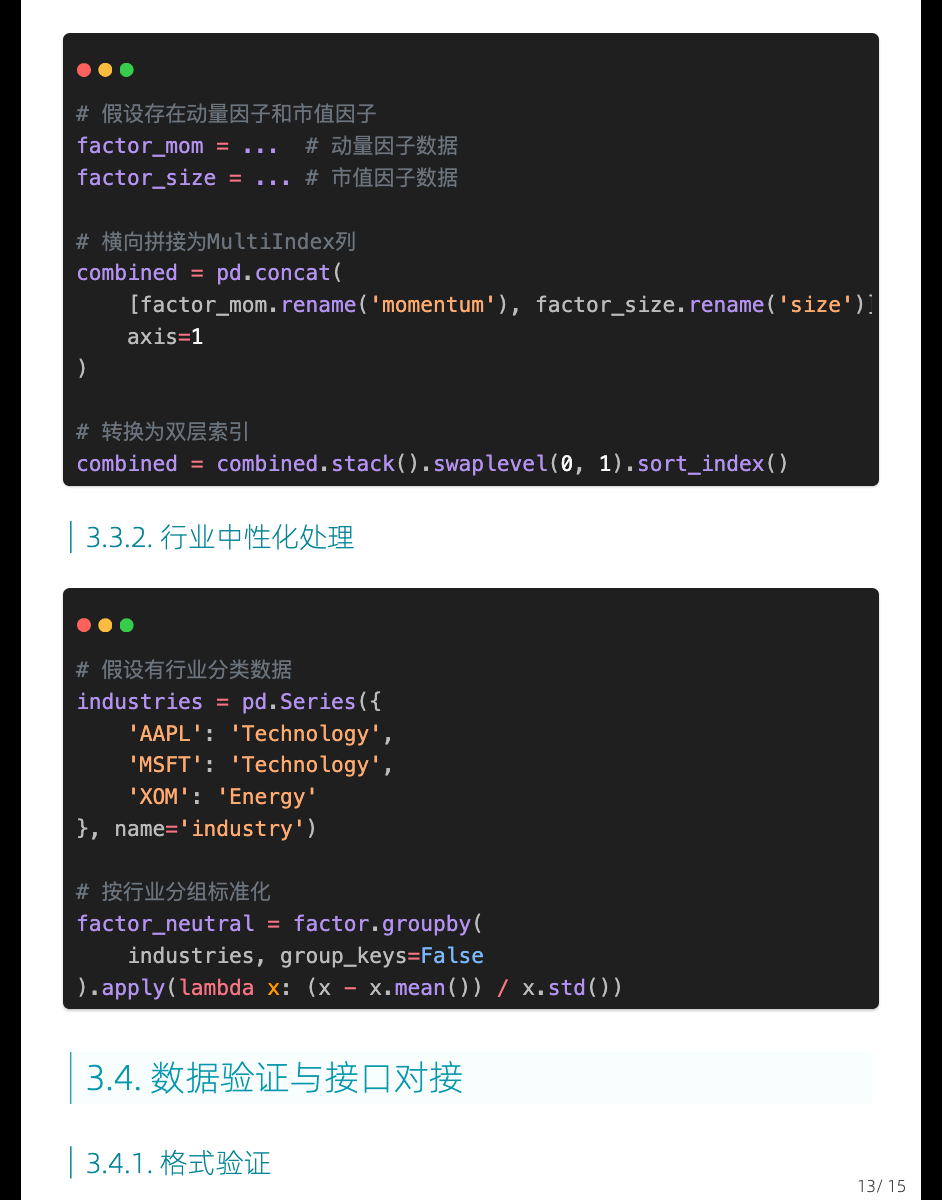 # 假设存在动量因子和市值因子
factor_mom = ...  # 动量因子数据
factor_size = ... # 市值因子数据
# 横向拼接为MultiIndex列
combined = pd.concat(
    [factor_mom.rename('momentum'), factor_size.rename('size')]
    axis=1
)
# 转换为双层索引
combined = combined.stack().swaplevel(0, 1).sort_index()
3.3.2. 行业中性化处理
# 假设有行业分类数据
industries = pd.Series({
    'AAPL': 'Technology',
    'MSFT': 'Technology',
    'XOM': 'Energy'
}, name='industry')
# 按行业分组标准化
factor_neutral = factor.groupby(
    industries, group_keys=False
).apply(lambda x: (x - x.mean()) / x.std())
3.4. 数据验证与接口对接
3.4.1. 格式验证
13/ 15